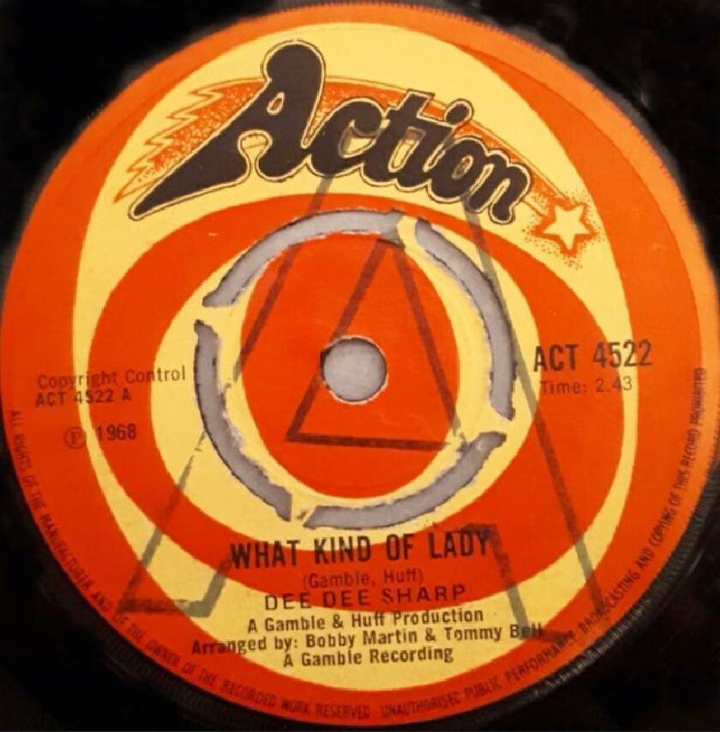 Action
Copyright Control
ACT 4522 A
℗ 1968
ACT 4522
Time: 2.43
A
WHAT KIND OF LADY
(Gamble, Huff)
DEE DEE SHARP
A Gamble & Huff Production
Arranged by: Bobby Martin & Tommy Bell
A Gamble Recording
ALL RIGHTS OF THE MANUFACTURER AND OF THE OWNER OF THE RECORDED WORK RESERVED. UNAUTHORISED PUBLIC PERFORMANCE, BROADCASTING AND COPYING OF THIS RECORD PROHIBITED